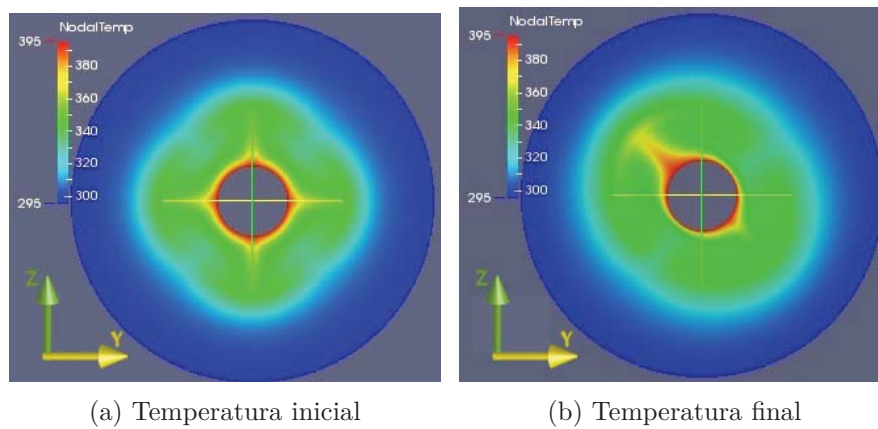 NodalTemp
395
380
360
340
320
300
295
Z
Y
NodalTemp
395
380
360
340
320
300
295
Z
Y
(a) Temperatura inicial
(b) Temperatura final